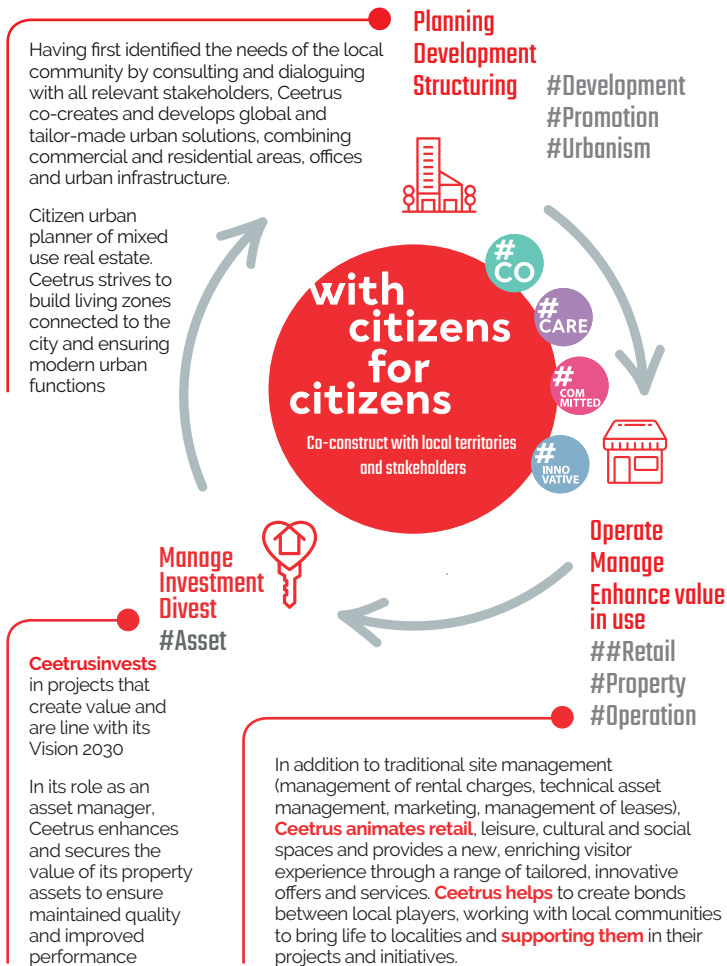 Planning
Development
Structuring
#Development
#Promotion
#Urbanism
Having first identified the needs of the local
community by consulting and dialoguing
with all relevant stakeholders, Ceetrus
co-creates and develops global and
tailor-made urban solutions, combining
commercial and residential areas, offices
and urban infrastructure.
Citizen urban
planner of mixed
use real estate.
Ceetrus strives to
build living zones
connected to the
city and ensuring
modern urban
functions
with
citizens
for
citizens
Co-construct with local territories
and stakeholders
#
CO
#
CARE
#
COM
MITTED
#
INNO
VATIVE
Operate
Manage
Enhance value
in use
##Retail
#Property
#Operation
In addition to traditional site management
(management of rental charges, technical asset
management, marketing, management of leases),
Ceetrus animates retail, leisure, cultural and social
spaces and provides a new, enriching visitor
experience through a range of tailored, innovative
offers and services. Ceetrus helps to create bonds
between local players, working with local communities
to bring life to localities and supporting them in their
projects and initiatives.
Manage
Investment
Divest
#Asset
Ceetrusinvests
in projects that
create value and
are line with its
Vision 2030
In its role as an
asset manager,
Ceetrus enhances
and secures the
value of its property
assets to ensure
maintained quality
and improved
performance